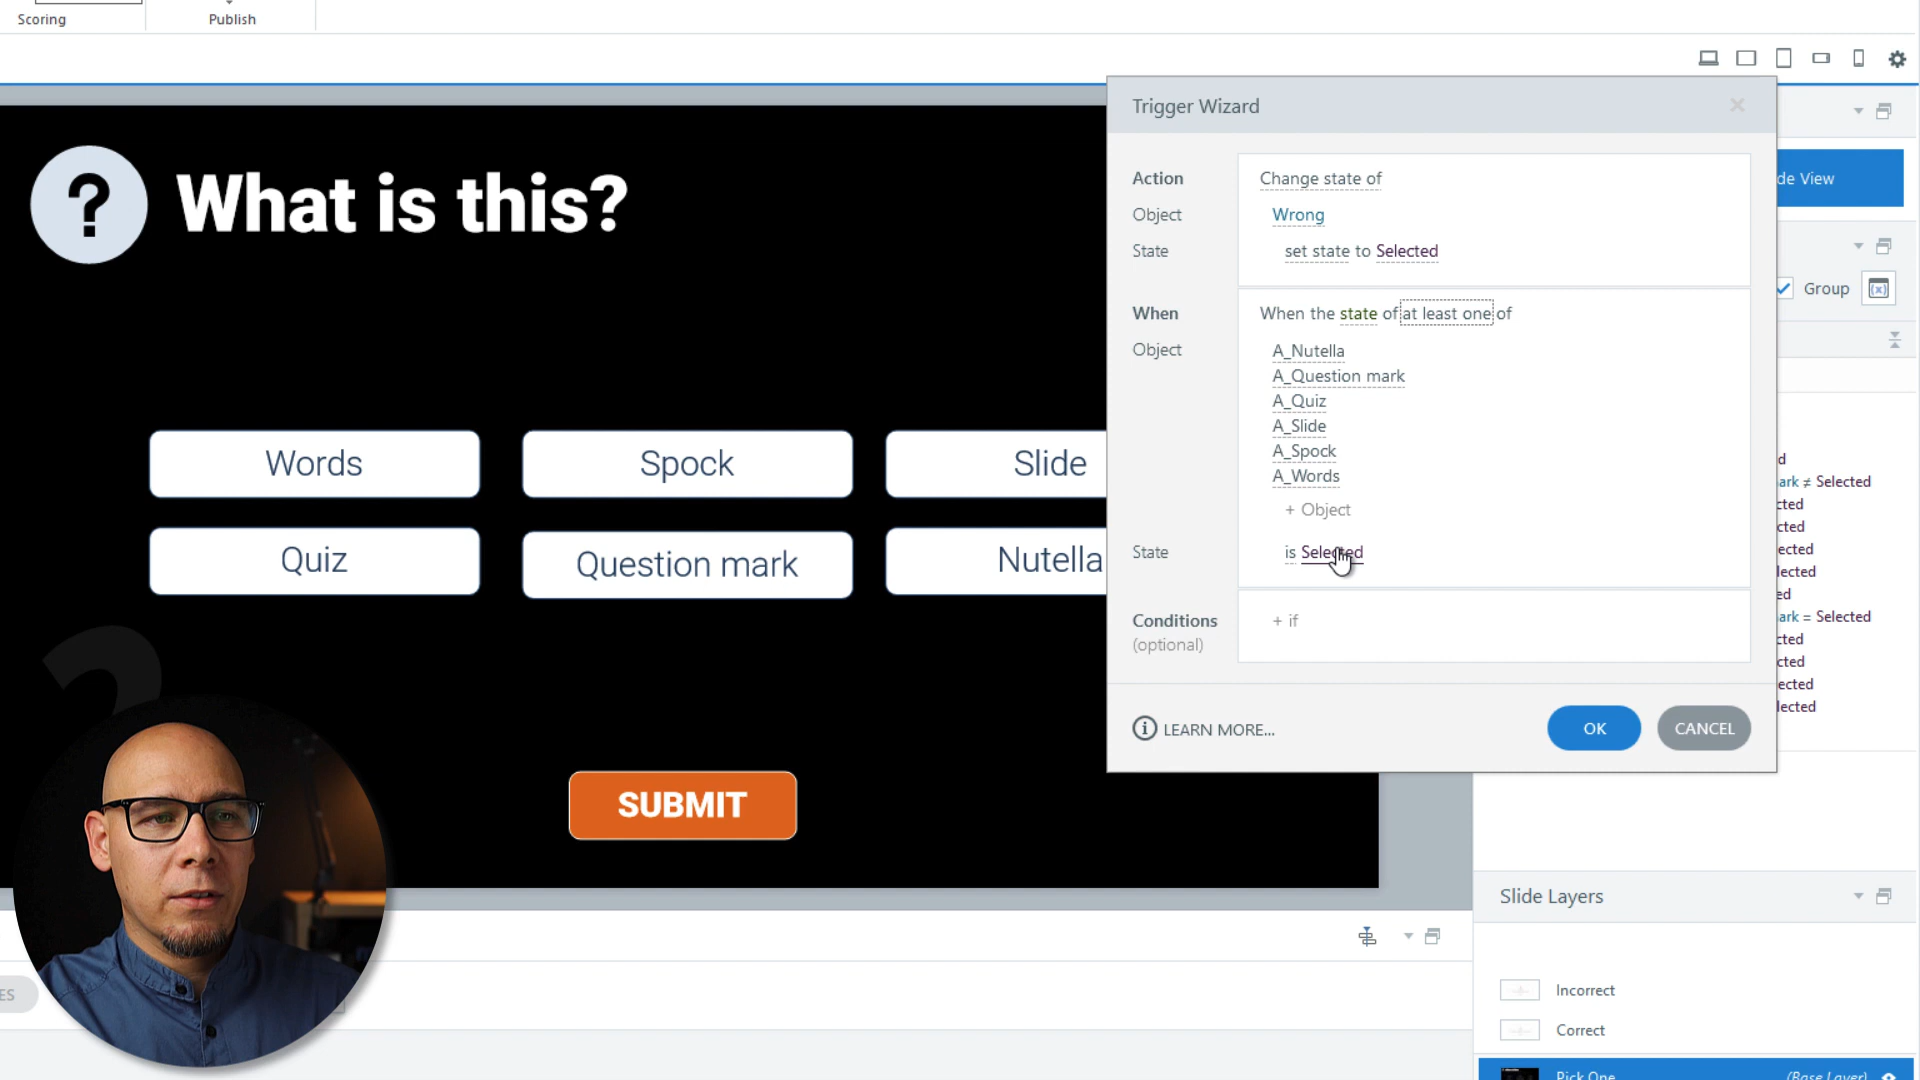 Scoring
Publish
Trigger Wizard
de View
? What is this?
Action
Change state of
Object
Wrong
State
set state to Selected
Group
(x)
When
When the state of at least one of
Object
A_Nutella
A_Question mark
A_Quiz
A_Slide
A_Spock
A_Words
+ Object
State
is Selected
Words
Spock
Slide
Quiz
Question mark
Nutella
d
ark ≠ Selected
cted
ected
ected
lected
ed
ark = Selected
cted
cted
ected
lected
Conditions
(optional)
+ if
LEARN MORE...
OK
CANCEL
SUBMIT
Slide Layers
ES
Incorrect
Correct
Pick One
(Base Layer)